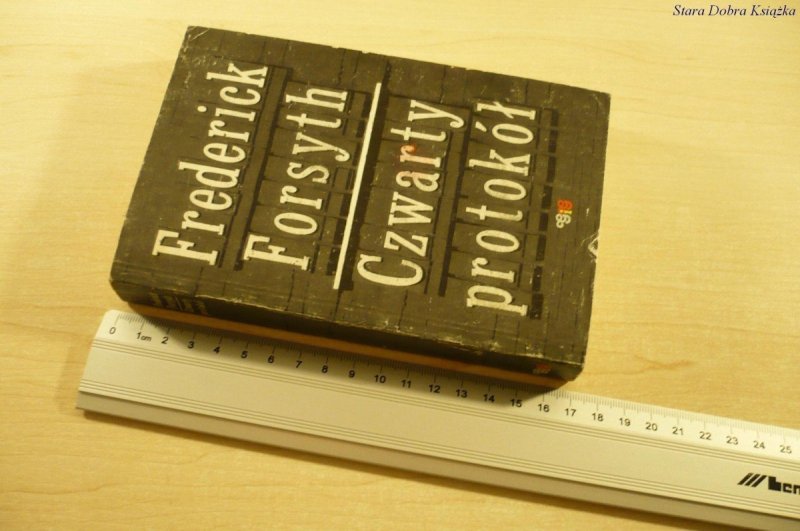 Stara Dobra Książka
Frederick
Forsyth
Czwarty
protokół
0 1cm 2 3 4 5 6 7 8 9 10 11 12 13 14 15 16 17 18 19 20 21 22 23 24 25